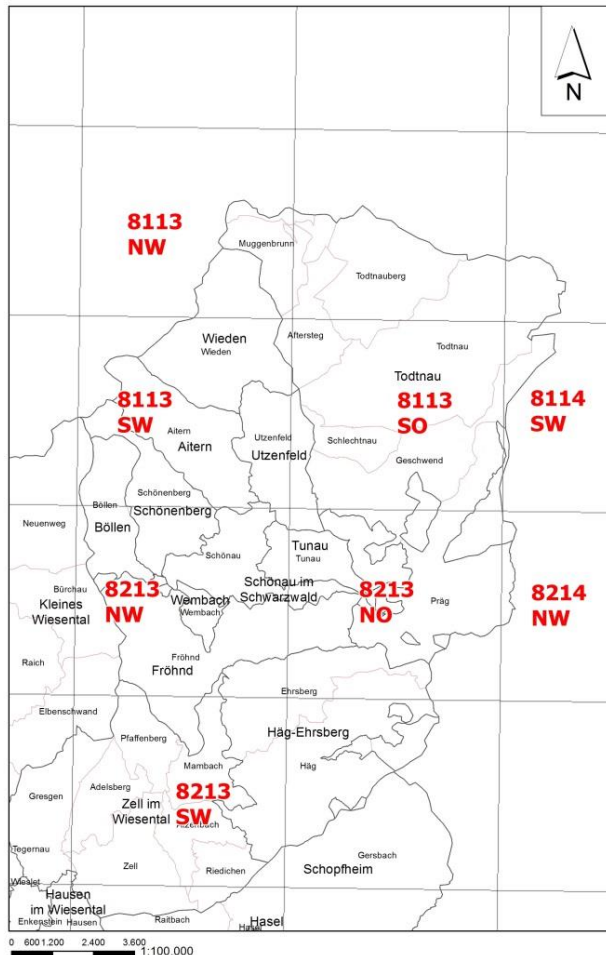 N
8113
NW
Muggenbrunn
Todtnauberg
Wieden
Wieden
Aftersteg
Todtnau
Todtnau
8113
SW
8113
SO
8114
SW
Aitern
Aitern
Utzenfeld
Utzenfeld
Schlechtnau
Geschwend
Schönenberg
Schönenberg
Böllen
Böllen
Neuenweg
Schönau
Tunau
Tunau
Schönau im
Schwarzwald
8213
NW
Wembach
Wembach
8213
NO
Präg
8214
NW
Bürchau
Kleines
Wiesental
Raich
Fröhnd
Fröhnd
Elbenschwand
Ehrsberg
Häg-Ehrsberg
Häg
Pfaffenberg
Mambach
Gresgen
Adelsberg
Zell im
Wiesental
8213
SW
Atzenbach
Tegernau
Zell
Riedichen
Gersbach
Schopfheim
Wieslet
Hausen
im Wiesental
Enkenstein
Hausen
Raitbach
Hasel
Hasel
0 600 1.200 2.400 3.600
1:100.000